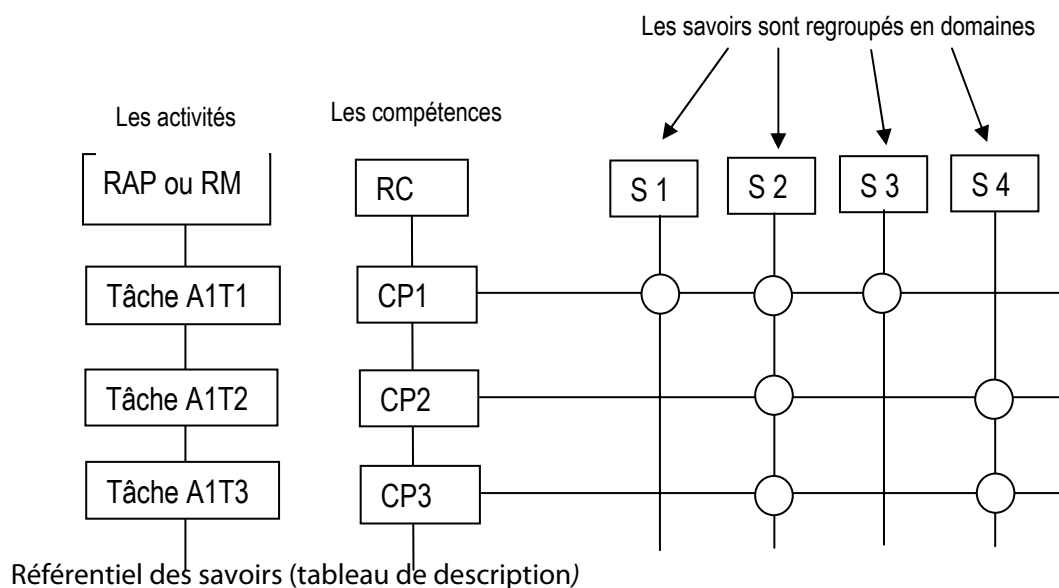 Les savoirs sont regroupés en domaines
Les activités
Les compétences
RAP ou RM
RC
S 1
S 2
S 3
S 4
Tâche A1T1
CP1
Tâche A1T2
CP2
Tâche A1T3
CP3
Référentiel des savoirs (tableau de description)